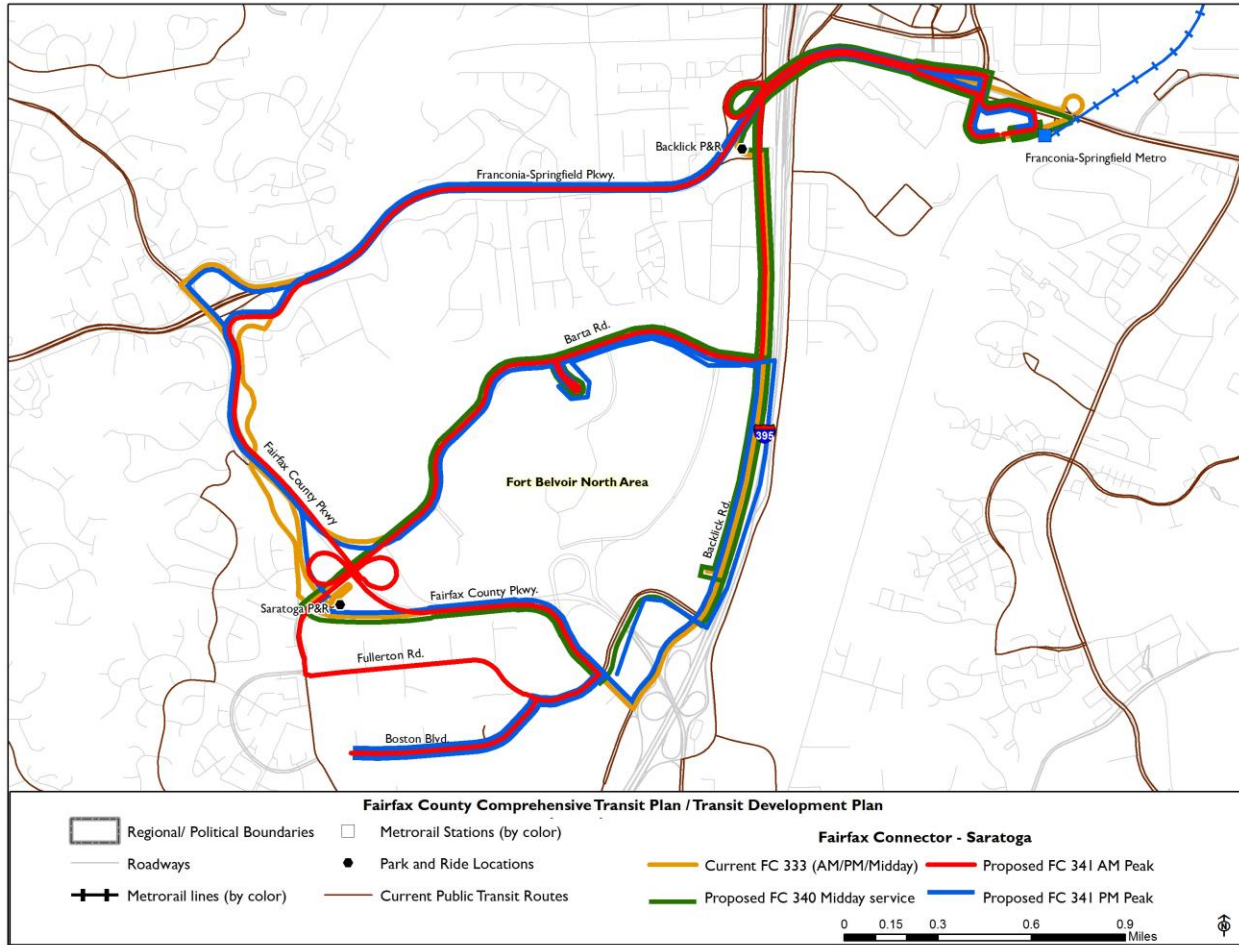 Backlick P&R
Franconia-Springfield Metro
Franconia-Springfield Pkwy.
Barta Rd.
395
Fairfax County Pkwy
Fort Belvoir North Area
Backlick Rd.
Saratoga P&R
Fairfax County Pkwy.
Fullerton Rd.
Boston Blvd.
Fairfax County Comprehensive Transit Plan / Transit Development Plan
Regional/ Political Boundaries
Metrorail Stations (by color)
Fairfax Connector - Saratoga
Roadways
Park and Ride Locations
Current FC 333 (AM/PM/Midday)
Proposed FC 341 AM Peak
Metrorail lines (by color)
Current Public Transit Routes
Proposed FC 340 Midday service
Proposed FC 341 PM Peak
0 0.15 0.3 0.6 0.9
Miles
N